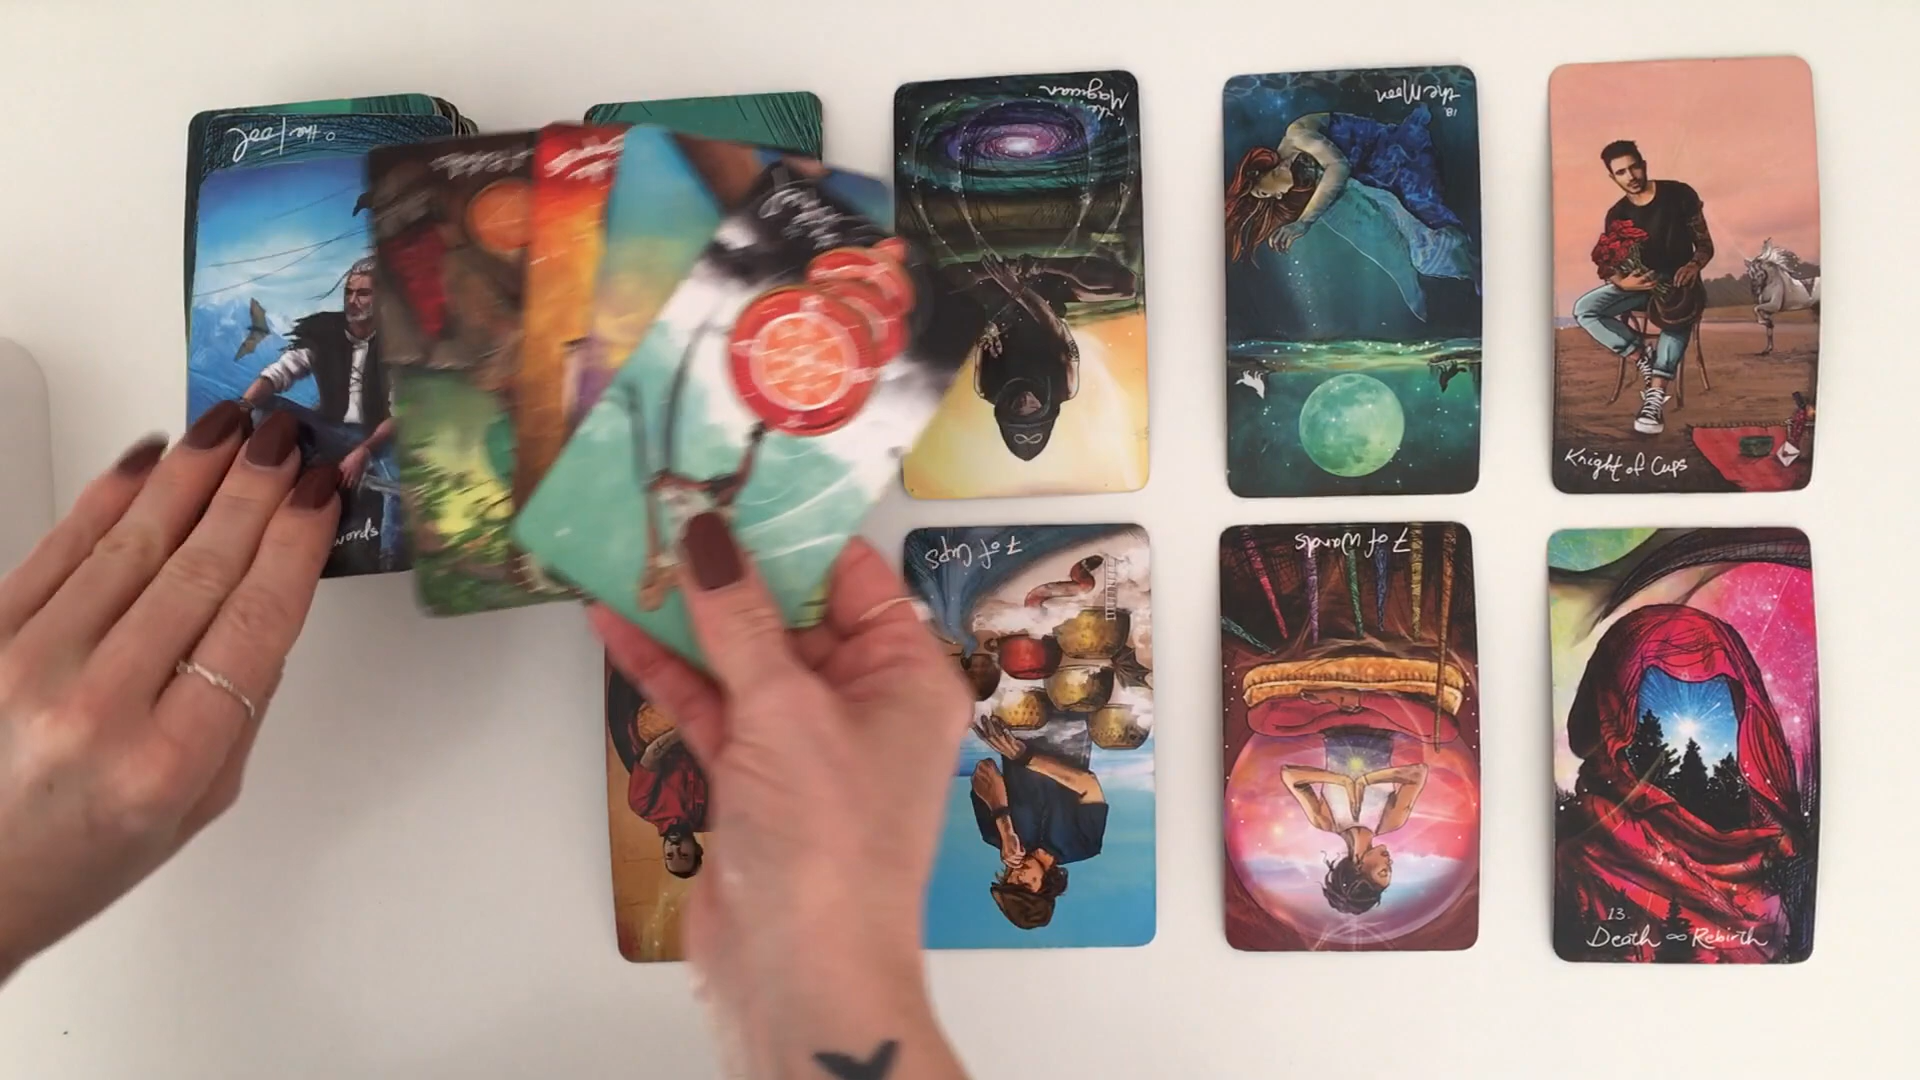 0 the Fool
1. the Magician
18. the Moon
Knight of Cups
words
7 of Cups
7 of Wands
13.
Death ∞ Rebirth